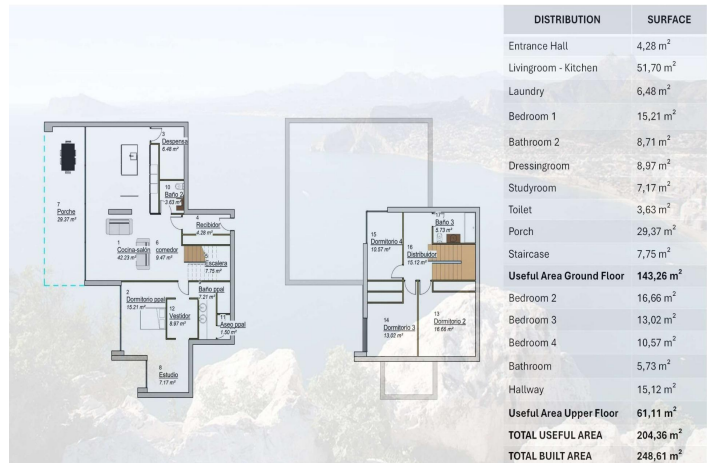 3
Despensa
6.48 m²
10
Baño 2
3.63 m²
4
Recibidor
4.28 m²
7
Porche
29.37 m²
1
Cocina-salón
42.23 m²
6
comedor
9.47 m²
5
Escalera
7.75 m²
9
Baño ppal
7.21 m²
2
Dormitorio ppal
15.21 m²
12
Vestidor
8.97 m²
11
Aseo ppal
1.50 m²
8
Estudio
7.17 m²
17
Baño 3
5.73 m²
15
Dormitorio 4
10.57 m²
16
Distribuidor
15.12 m²
14
Dormitorio 3
13.02 m²
13
Dormitorio 2
16.66 m²
DISTRIBUTION SURFACE
Entrance Hall 4,28 m²
Livingroom - Kitchen 51,70 m²
Laundry 6,48 m²
Bedroom 1 15,21 m²
Bathroom 2 8,71 m²
Dressingroom 8,97 m²
Studyroom 7,17 m²
Toilet 3,63 m²
Porch 29,37 m²
Staircase 7,75 m²
Useful Area Ground Floor 143,26 m²
Bedroom 2 16,66 m²
Bedroom 3 13,02 m²
Bedroom 4 10,57 m²
Bathroom 5,73 m²
Hallway 15,12 m²
Useful Area Upper Floor 61,11 m²
TOTAL USEFUL AREA 204,36 m²
TOTAL BUILT AREA 248,61 m²